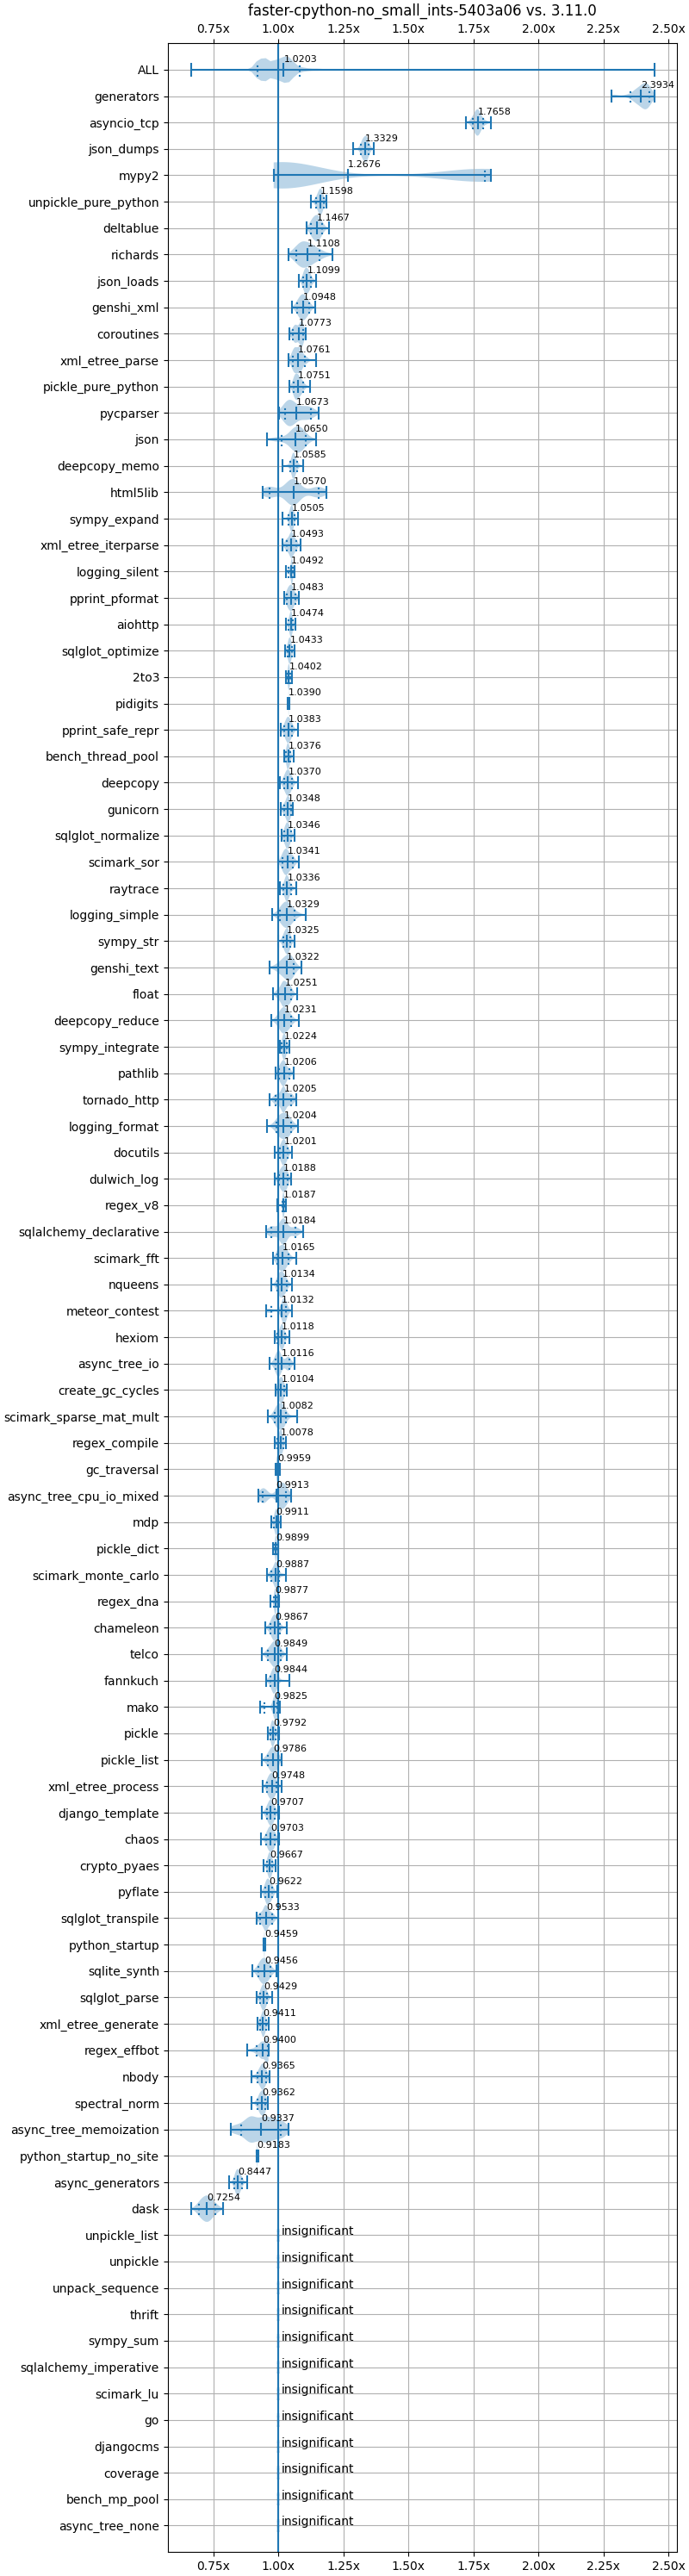 faster-cpython-no_small_ints-5403a06 vs. 3.11.0
0.75x 1.00x 1.25x 1.50x 1.75x 2.00x 2.25x 2.50x
ALL 1.0203
generators 2.3934
asyncio_tcp 1.7658
json_dumps 1.3329
mypy2 1.2676
unpickle_pure_python 1.1598
deltablue 1.1467
richards 1.1108
json_loads 1.1099
genshi_xml 1.0948
coroutines 1.0773
xml_etree_parse 1.0761
pickle_pure_python 1.0751
pycparser 1.0673
json 1.0650
deepcopy_memo 1.0585
html5lib 1.0570
sympy_expand 1.0505
xml_etree_iterparse 1.0493
logging_silent 1.0492
pprint_pformat 1.0483
aiohttp 1.0474
sqlglot_optimize 1.0433
2to3 1.0402
pidigits 1.0390
pprint_safe_repr 1.0383
bench_thread_pool 1.0376
deepcopy 1.0370
gunicorn 1.0348
sqlglot_normalize 1.0346
scimark_sor 1.0341
raytrace 1.0336
logging_simple 1.0329
sympy_str 1.0325
genshi_text 1.0322
float 1.0251
deepcopy_reduce 1.0231
sympy_integrate 1.0224
pathlib 1.0206
tornado_http 1.0205
logging_format 1.0204
docutils 1.0201
dulwich_log 1.0188
regex_v8 1.0187
sqlalchemy_declarative 1.0184
scimark_fft 1.0165
nqueens 1.0134
meteor_contest 1.0132
hexiom 1.0118
async_tree_io 1.0116
create_gc_cycles 1.0104
scimark_sparse_mat_mult 1.0082
regex_compile 1.0078
gc_traversal 0.9959
async_tree_cpu_io_mixed 0.9913
mdp 0.9911
pickle_dict 0.9899
scimark_monte_carlo 0.9887
regex_dna 0.9877
chameleon 0.9867
telco 0.9849
fannkuch 0.9844
mako 0.9825
pickle 0.9792
pickle_list 0.9786
xml_etree_process 0.9748
django_template 0.9707
chaos 0.9703
crypto_pyaes 0.9667
pyflate 0.9622
sqlglot_transpile 0.9533
python_startup 0.9459
sqlite_synth 0.9456
sqlglot_parse 0.9429
xml_etree_generate 0.9411
regex_effbot 0.9400
nbody 0.9365
spectral_norm 0.9362
async_tree_memoization 0.9337
python_startup_no_site 0.9183
async_generators 0.8447
dask 0.7254
unpickle_list insignificant
unpickle insignificant
unpack_sequence insignificant
thrift insignificant
sympy_sum insignificant
sqlalchemy_imperative insignificant
scimark_lu insignificant
go insignificant
djangocms insignificant
coverage insignificant
bench_mp_pool insignificant
async_tree_none insignificant
0.75x 1.00x 1.25x 1.50x 1.75x 2.00x 2.25x 2.50x